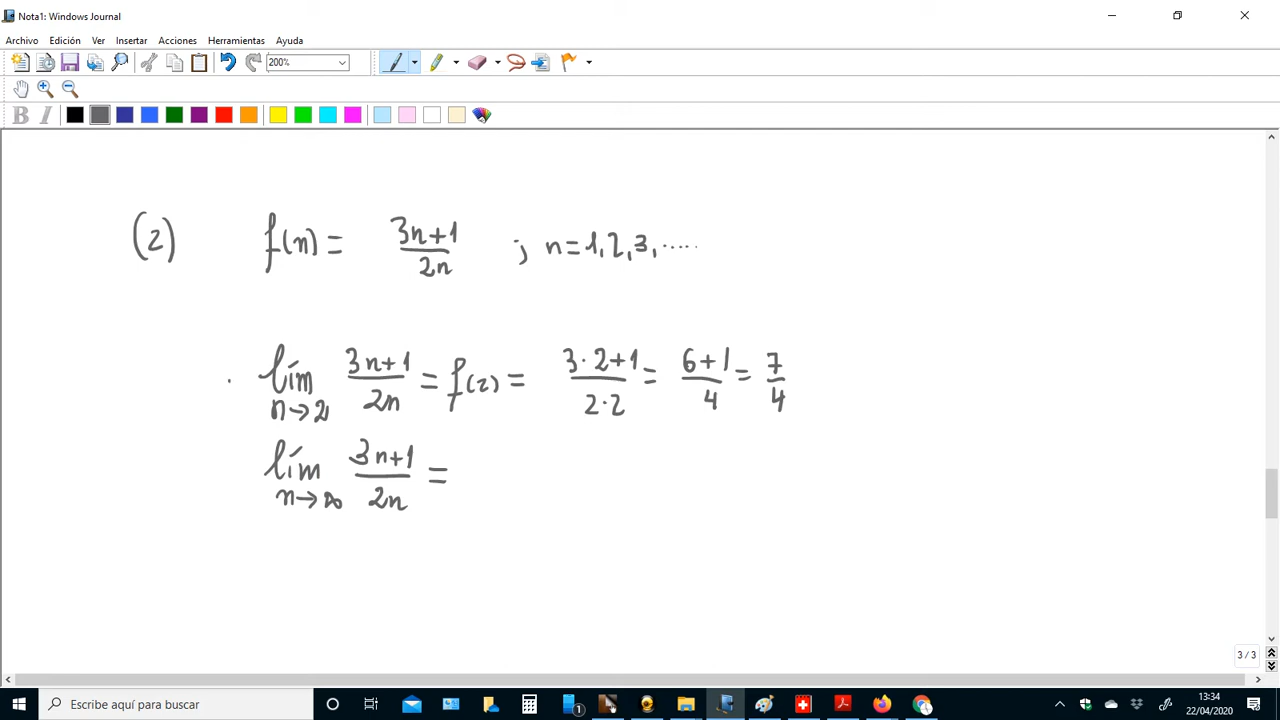 Nota1: Windows Journal
Archivo Edición Ver Insertar Acciones Herramientas Ayuda
200%
B I
(2) f(n) = (3n+1)/(2n) ; n=1,2,3,.....
. lím n→2 (3n+1)/(2n) = f(2) = (3·2+1)/(2·2) = (6+1)/4 = 7/4
lím n→∞ (3n+1)/(2n) =
3 / 3
Escribe aquí para buscar
1
13:34
22/04/2020